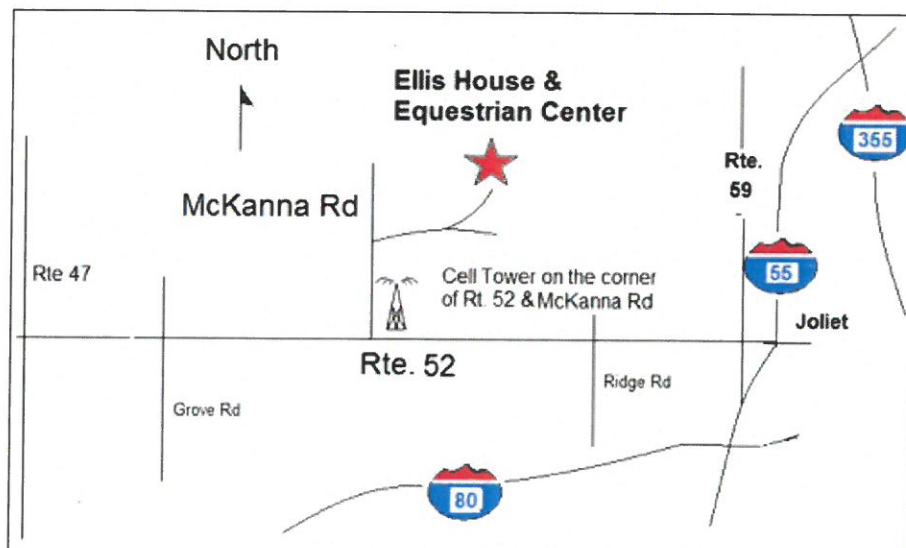 North
Ellis House &
Equestrian Center
355
Rte.
59
McKanna Rd
Rte 47
Cell Tower on the corner
of Rt. 52 & McKanna Rd
55
Joliet
Rte. 52
Ridge Rd
Grove Rd
80